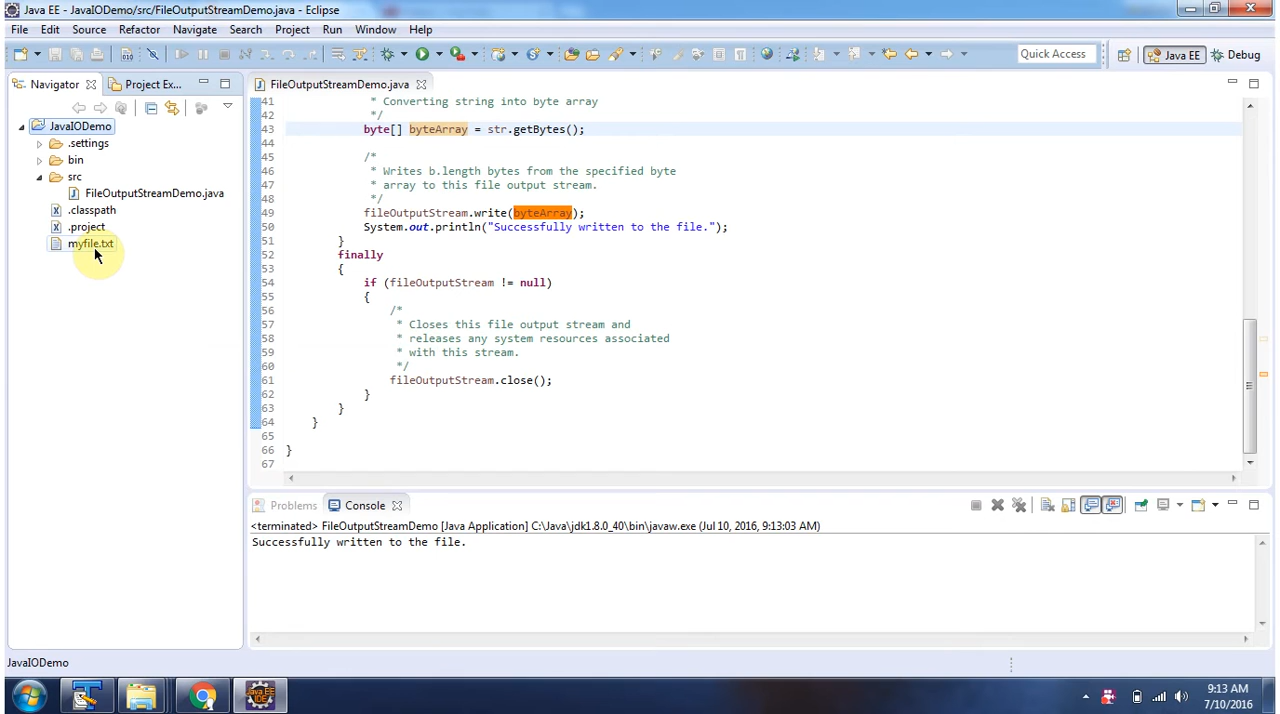 Java EE - JavaIODemo/src/FileOutputStreamDemo.java - Eclipse
File Edit Source Refactor Navigate Search Project Run Window Help
Quick Access Java EE Debug
Navigator Project Ex...
FileOutputStreamDemo.java
JavaIODemo
.settings
bin
src
FileOutputStreamDemo.java
.classpath
.project
myfile.txt
41 * Converting string into byte array
42 */
43 byte[] byteArray = str.getBytes();
44
45 /*
46 * Writes b.length bytes from the specified byte
47 * array to this file output stream.
48 */
49 fileOutputStream.write(byteArray);
50 System.out.println("Successfully written to the file.");
51 }
52 finally
53 {
54 if (fileOutputStream != null)
55 {
56 /*
57 * Closes this file output stream and
58 * releases any system resources associated
59 * with this stream.
60 */
61 fileOutputStream.close();
62 }
63 }
64 }
65
66 }
67
Problems Console
<terminated> FileOutputStreamDemo [Java Application] C:\Java\jdk1.8.0_40\bin\javaw.exe (Jul 10, 2016, 9:13:03 AM)
Successfully written to the file.
JavaIODemo
Java EE
IDE
9:13 AM
7/10/2016